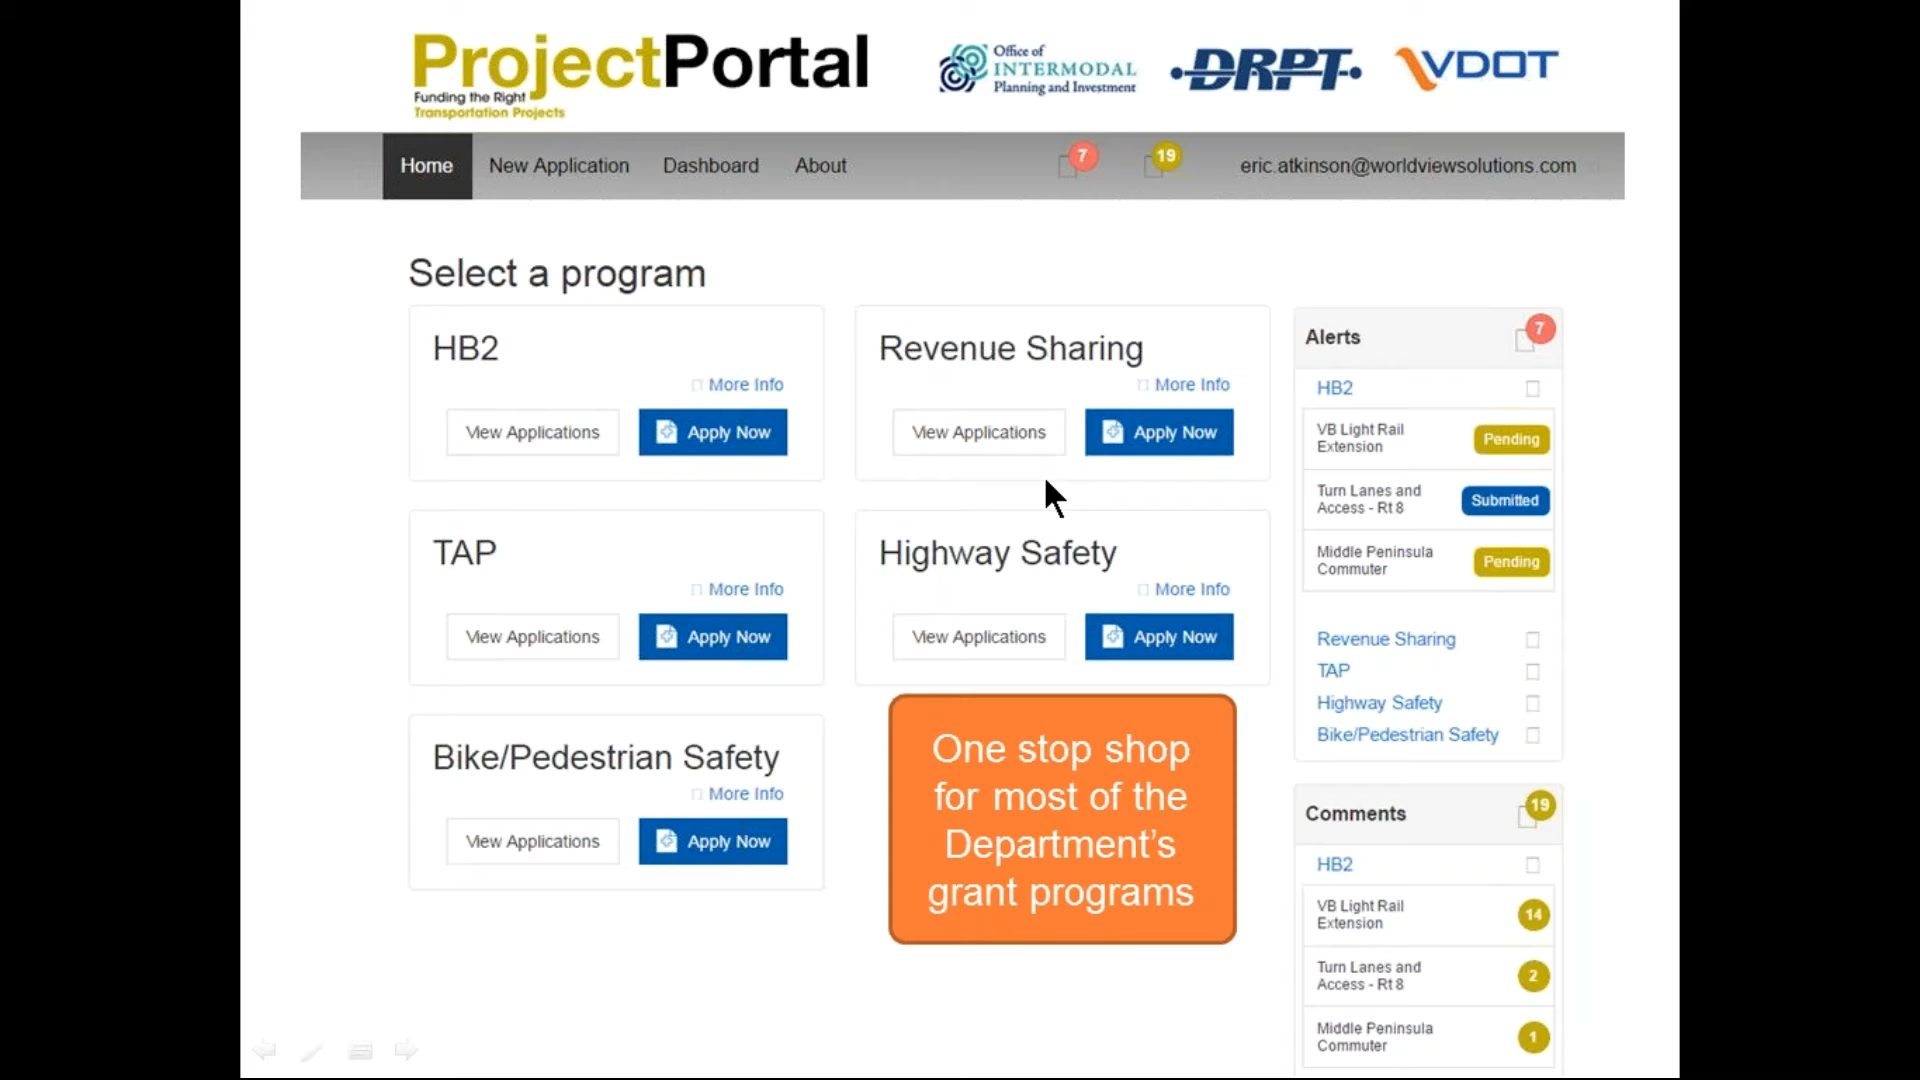 ProjectPortal
Funding the Right
Transportation Projects
Office of
INTERMODAL
Planning and Investment
DRPT
VDOT
Home
New Application
Dashboard
About
7
19
eric.atkinson@worldviewsolutions.com
Select a program
HB2
More Info
View Applications
Apply Now
Revenue Sharing
More Info
View Applications
Apply Now
TAP
More Info
View Applications
Apply Now
Highway Safety
More Info
View Applications
Apply Now
Bike/Pedestrian Safety
More Info
View Applications
Apply Now
One stop shop
for most of the
Department’s
grant programs
Alerts
7
HB2
VB Light Rail
Extension
Pending
Turn Lanes and
Access - Rt 8
Submitted
Middle Peninsula
Commuter
Pending
Revenue Sharing
TAP
Highway Safety
Bike/Pedestrian Safety
Comments
19
HB2
VB Light Rail
Extension
14
Turn Lanes and
Access - Rt 8
2
Middle Peninsula
Commuter
1